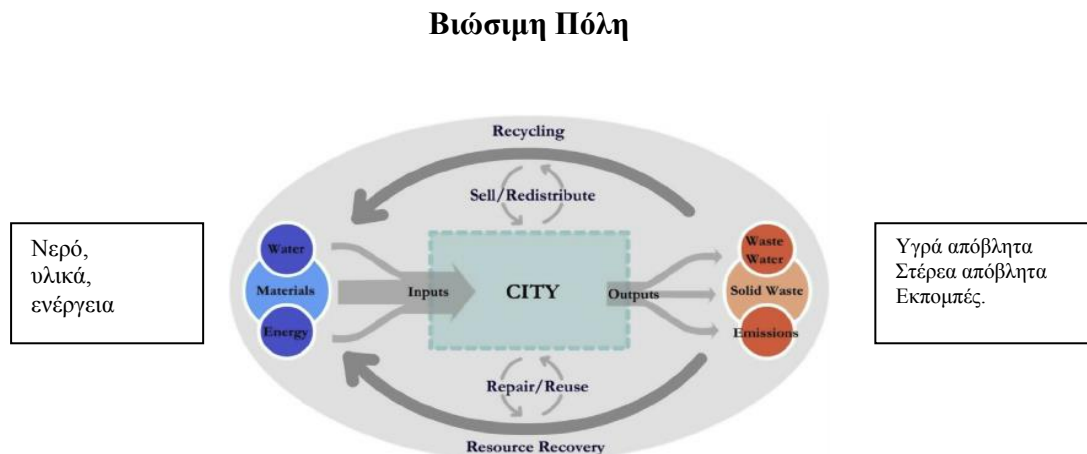 Βιώσιμη Πόλη
Recycling
Sell/Redistribute
Νερό,
υλικά,
ενέργεια
Water
Materials
Energy
Inputs
CITY
Outputs
Waste
Water
Solid Waste
Emissions
Υγρά απόβλητα
Στέρεα απόβλητα
Εκπομπές.
Repair/Reuse
Resource Recovery